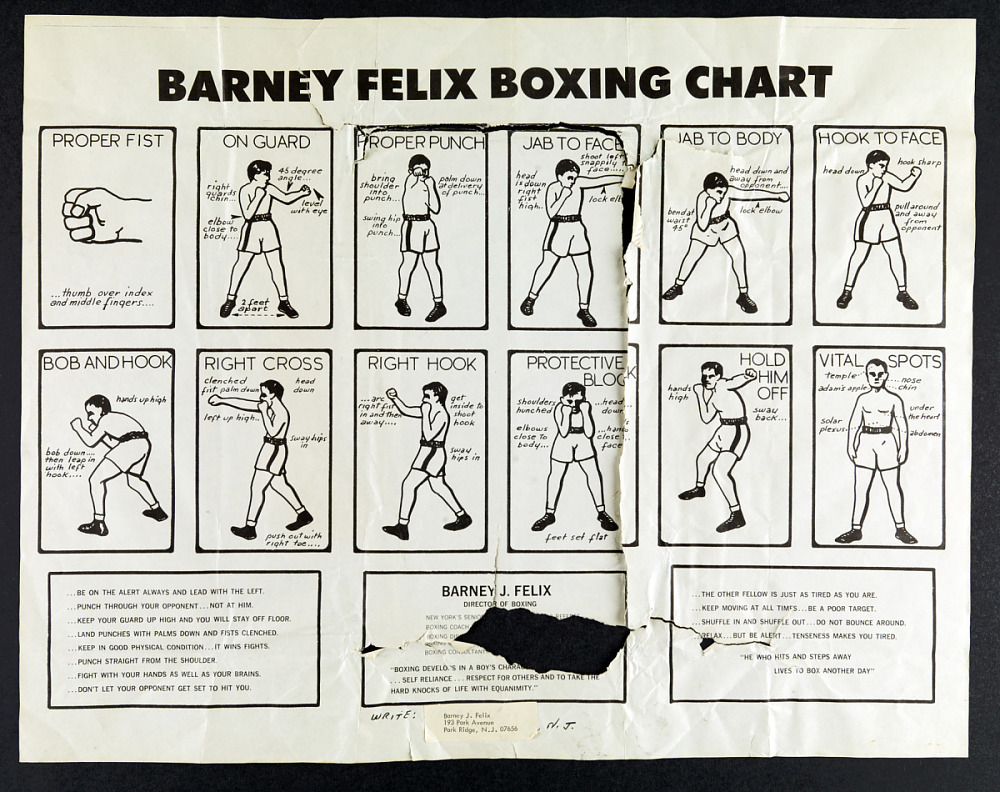 BARNEY FELIX BOXING CHART
PROPER FIST
...thumb over index
and middle fingers....
ON GUARD
45 degree
angle...
right
guards
chin...
level
with eye
elbow
close to
body....
2 feet
apart
PROPER PUNCH
bring
shoulder
into
punch...
palm down
at delivery
of punch...
swing hip
into
punch...
JAB TO FACE
shoot left
snappily
face.....
head
is down
right
fist
high..
lock
JAB TO BODY
head down and
away from
opponent....
lock elbow
bend at
waist
45°
HOOK TO FACE
head down
hook sharp
pull around
and away
from
opponent
BOB AND HOOK
hands up high
bob down....
then leap in
with left
hook....
RIGHT CROSS
clenched
fist palm down
head
down
left up high..
sway hips
in
push out with
right toe....
RIGHT HOOK
...arc
right fist
in and then
away....
get
inside to
shoot
hook
sway
hips in
PROTECTIVE
BLOCK
shoulders
hunched
...head
down..
elbows
close to
body...
close
face
feet set flat
HOLD
HIM
OFF
hands
high
sway
back...
VITAL SPOTS
temple
nose
chin
adam's apple
under
the heart
solar
plexus
abdomen
...BE ON THE ALERT ALWAYS AND LEAD WITH THE LEFT.
...PUNCH THROUGH YOUR OPPONENT...NOT AT HIM.
...KEEP YOUR GUARD UP HIGH AND YOU WILL STAY OFF FLOOR.
...LAND PUNCHES WITH PALMS DOWN AND FISTS CLENCHED.
...KEEP IN GOOD PHYSICAL CONDITION...IT WINS FIGHTS.
...PUNCH STRAIGHT FROM THE SHOULDER.
...FIGHT WITH YOUR HANDS AS WELL AS YOUR BRAINS.
...DON'T LET YOUR OPPONENT GET SET TO HIT YOU.
BARNEY J. FELIX
DIRECTOR OF BOXING
NEW YORK'S
BOXING COACH
BOXING
BOXING CONSULTANT
"BOXING DEVELO 'S IN A BOY'S
...SELF RELIANCE...RESPECT FOR OTHERS AND TO TAKE THE
HARD KNOCKS OF LIFE WITH EQUANIMITY."
...THE OTHER FELLOW IS JUST AS TIRED AS YOU ARE.
...KEEP MOVING AT ALL TIMES...BE A POOR TARGET.
...SHUFFLE IN AND SHUFFLE OUT...DO NOT BOUNCE AROUND.
RELAX...BUT BE ALERT...TENSENESS MAKES YOU TIRED.
"HE WHO HITS AND STEPS AWAY
LIVES TO BOX ANOTHER DAY"
WRITE:
Barney J. Felix
193 Park Avenue
Park Ridge, N.J. 07656
, N.J.